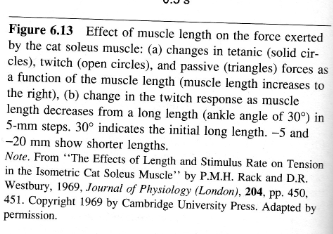 0.5 s
Figure 6.13 Effect of muscle length on the force exerted
by the cat soleus muscle: (a) changes in tetanic (solid cir-
cles), twitch (open circles), and passive (triangles) forces as
a function of the muscle length (muscle length increases to
the right), (b) change in the twitch response as muscle
length decreases from a long length (ankle angle of 30°) in
5-mm steps. 30° indicates the initial long length. -5 and
-20 mm show shorter lengths.
Note. From "The Effects of Length and Stimulus Rate on Tension
in the Isometric Cat Soleus Muscle" by P.M.H. Rack and D.R.
Westbury, 1969, Journal of Physiology (London), 204, pp. 450,
451. Copyright 1969 by Cambridge University Press. Adapted by
permission.